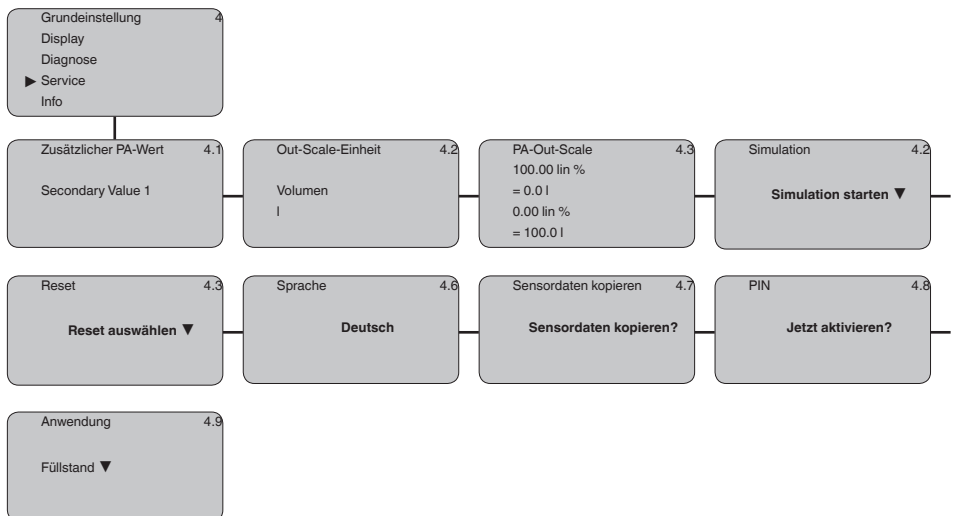 Grundeinstellung 4
Display
Diagnose
▶ Service
Info
Zusätzlicher PA-Wert 4.1
Secondary Value 1
Out-Scale-Einheit 4.2
Volumen
l
PA-Out-Scale 4.3
100.00 lin %
= 0.0 l
0.00 lin %
= 100.0 l
Simulation 4.2
Simulation starten ▼
Reset 4.3
Reset auswählen ▼
Sprache 4.6
Deutsch
Sensordaten kopieren 4.7
Sensordaten kopieren?
PIN 4.8
Jetzt aktivieren?
Anwendung 4.9
Füllstand ▼